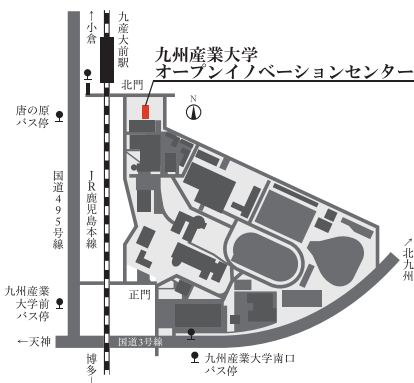 ↑小倉
九産大前駅
九州産業大学
オープンイノベーションセンター
北門
N
唐の原
バス停
国道495号線
JR鹿児島本線
↗北九州
九州産業
大学前
バス停
正門
←天神
国道3号線
博多↓
九州産業大学南口
バス停